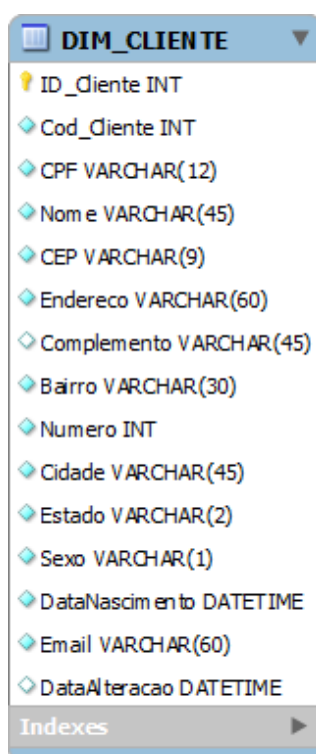 DIM_CLIENTE
ID_Cliente INT
Cod_Cliente INT
CPF VARCHAR(12)
Nome VARCHAR(45)
CEP VARCHAR(9)
Endereco VARCHAR(60)
Complemento VARCHAR(45)
Bairro VARCHAR(30)
Numero INT
Cidade VARCHAR(45)
Estado VARCHAR(2)
Sexo VARCHAR(1)
DataNascimento DATETIME
Email VARCHAR(60)
DataAlteracao DATETIME
Indexes